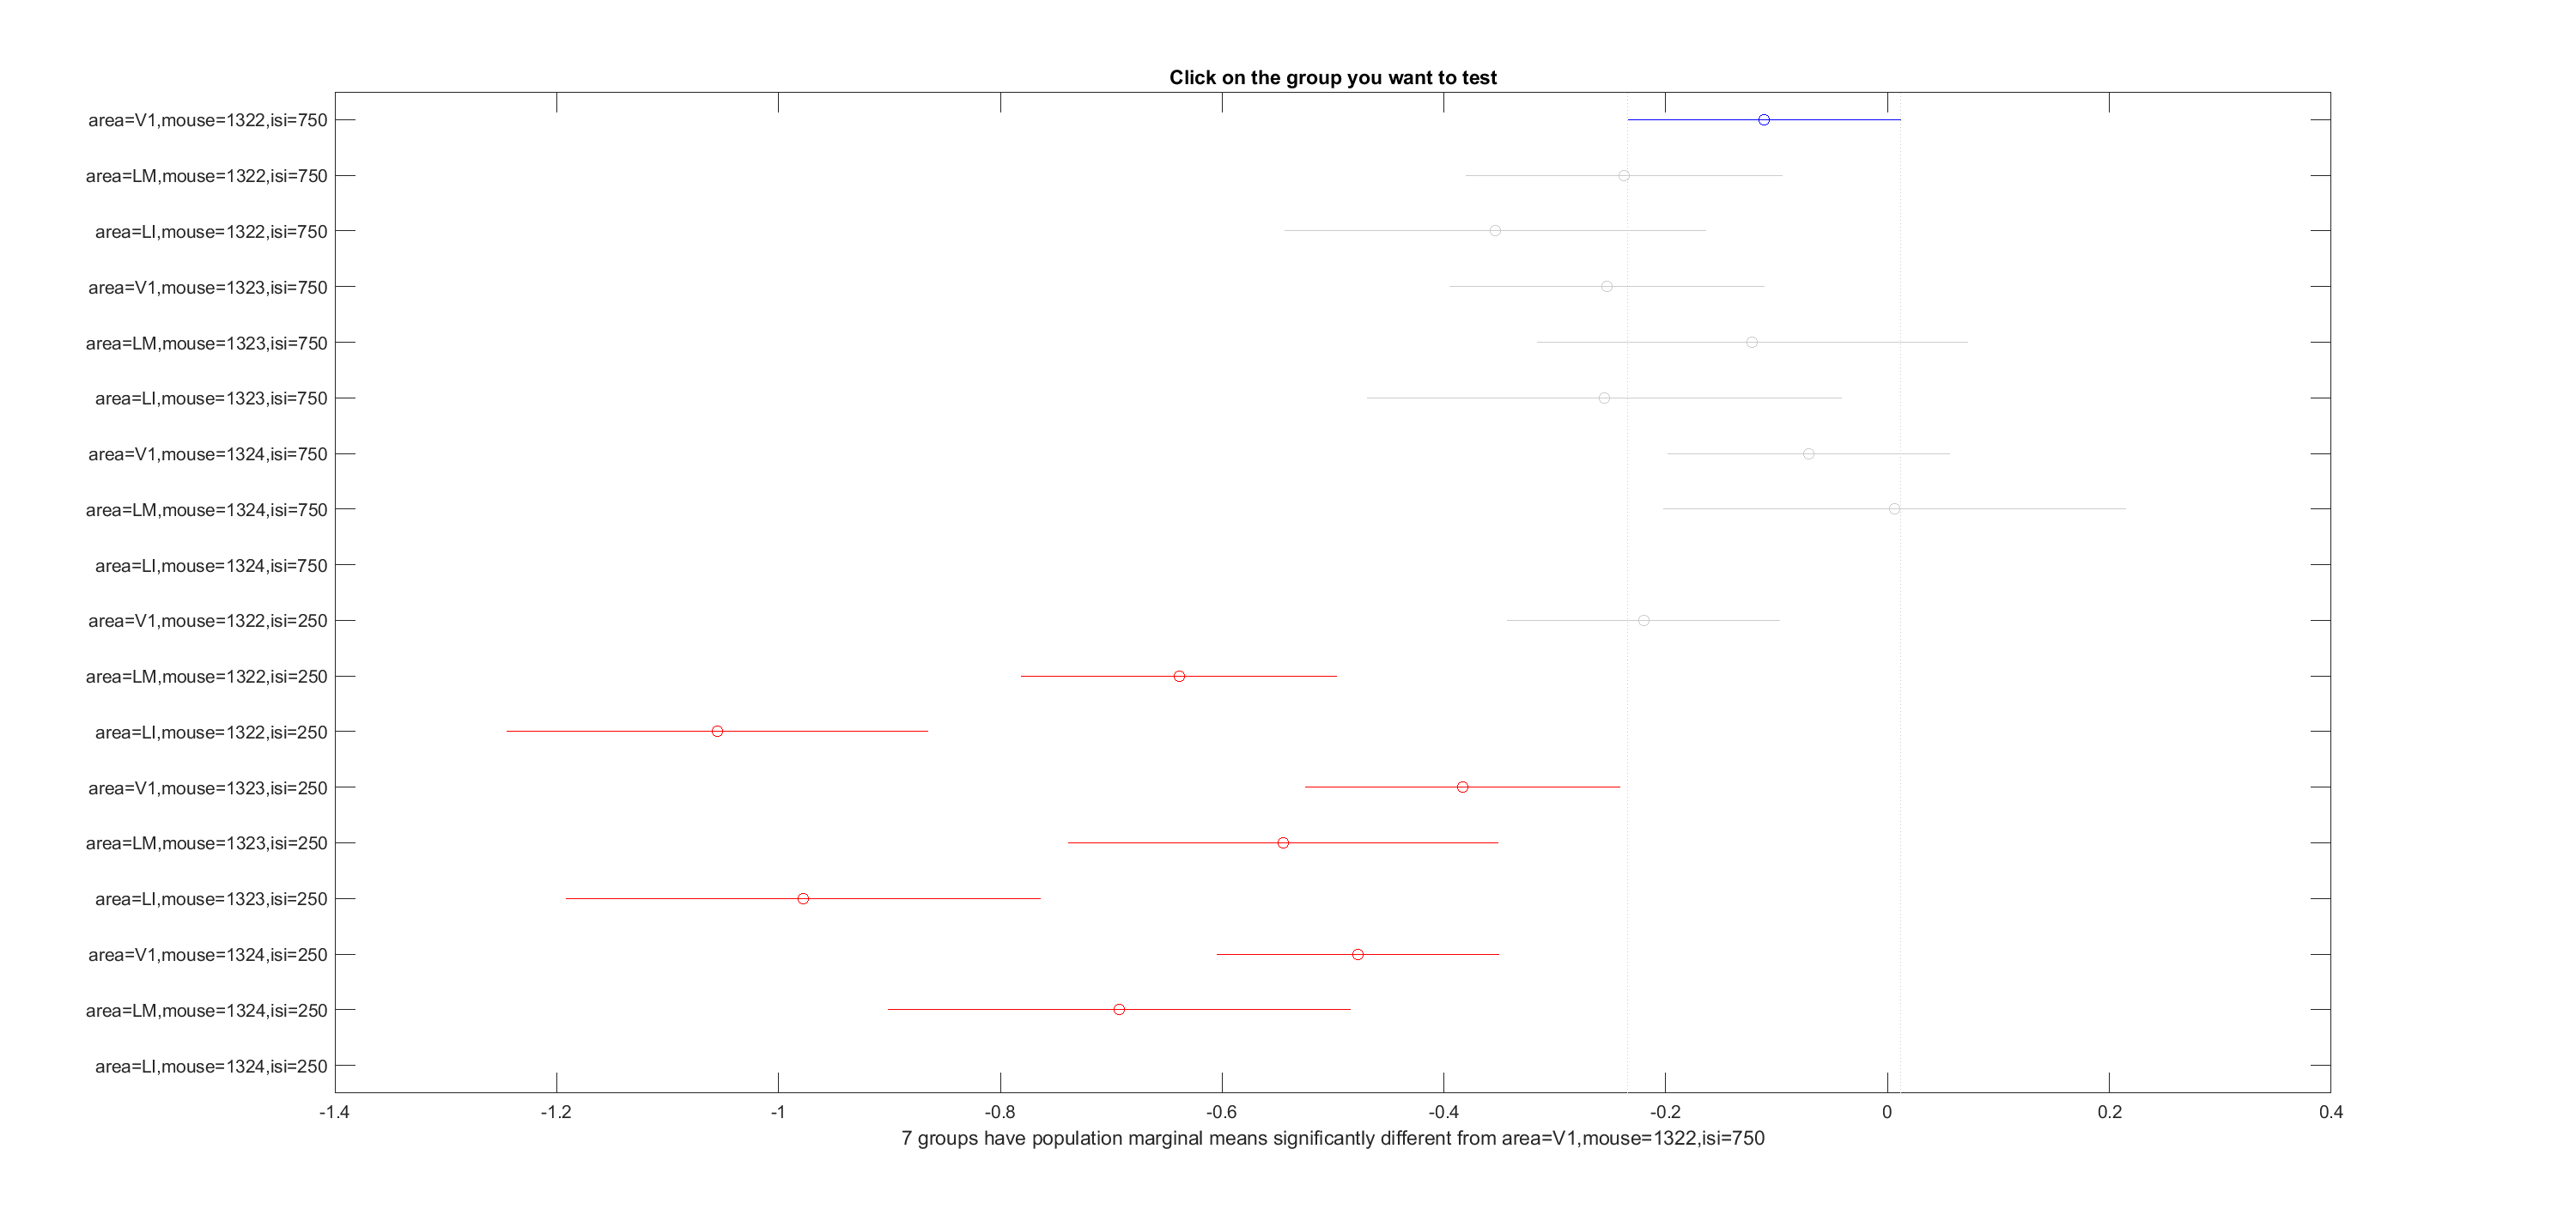 Click on the group you want to test
area=V1,mouse=1322,isi=750
area=LM,mouse=1322,isi=750
area=LI,mouse=1322,isi=750
area=V1,mouse=1323,isi=750
area=LM,mouse=1323,isi=750
area=LI,mouse=1323,isi=750
area=V1,mouse=1324,isi=750
area=LM,mouse=1324,isi=750
area=LI,mouse=1324,isi=750
area=V1,mouse=1322,isi=250
area=LM,mouse=1322,isi=250
area=LI,mouse=1322,isi=250
area=V1,mouse=1323,isi=250
area=LM,mouse=1323,isi=250
area=LI,mouse=1323,isi=250
area=V1,mouse=1324,isi=250
area=LM,mouse=1324,isi=250
area=LI,mouse=1324,isi=250
-1.4 -1.2 -1 -0.8 -0.6 -0.4 -0.2 0 0.2 0.4
7 groups have population marginal means significantly different from area=V1,mouse=1322,isi=750